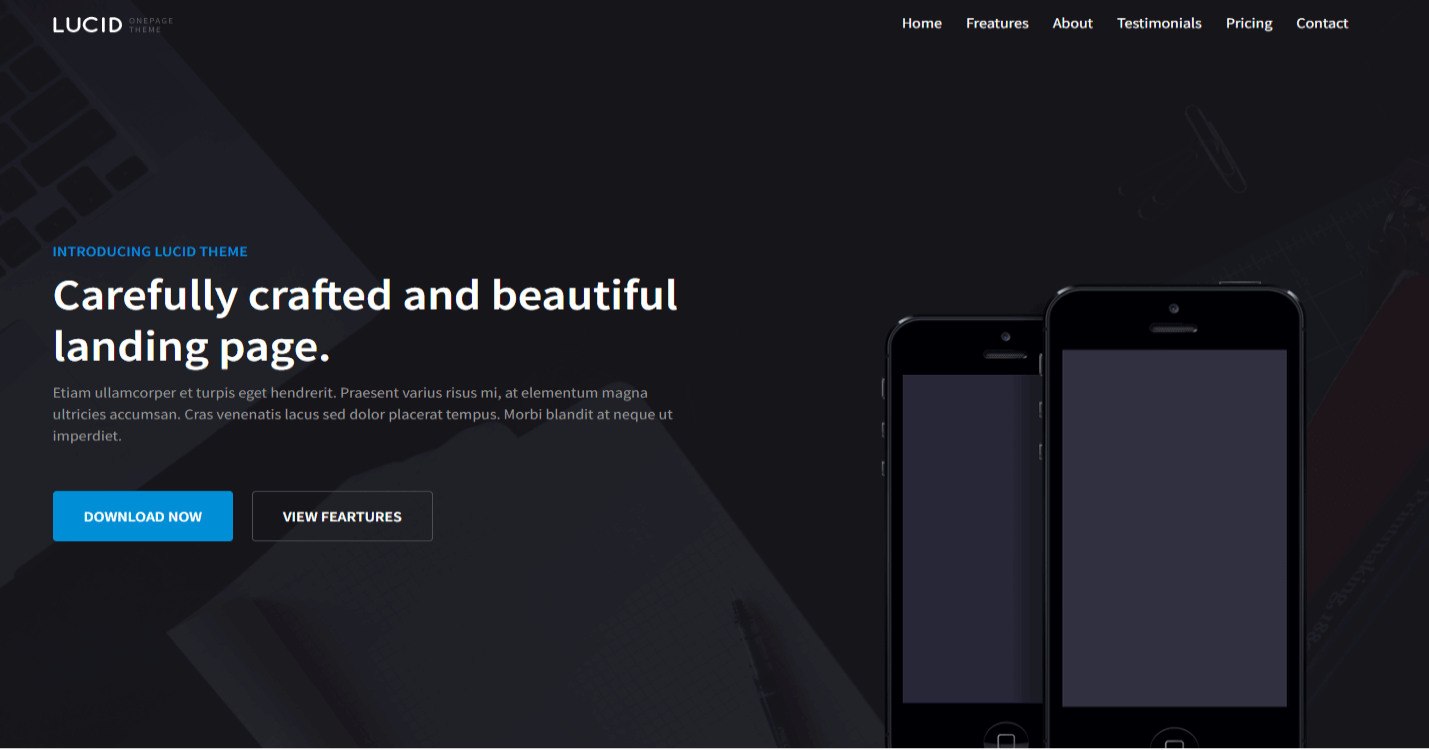 LUCID ONEPAGE
THEME
Home Freatures About Testimonials Pricing Contact
INTRODUCING LUCID THEME
Carefully crafted and beautiful
landing page.
Etiam ullamcorper et turpis eget hendrerit. Praesent varius risus mi, at elementum magna
ultricies accumsan. Cras venenatis lacus sed dolor placerat tempus. Morbi blandit at neque ut
imperdiet.
DOWNLOAD NOW VIEW FEARTURES